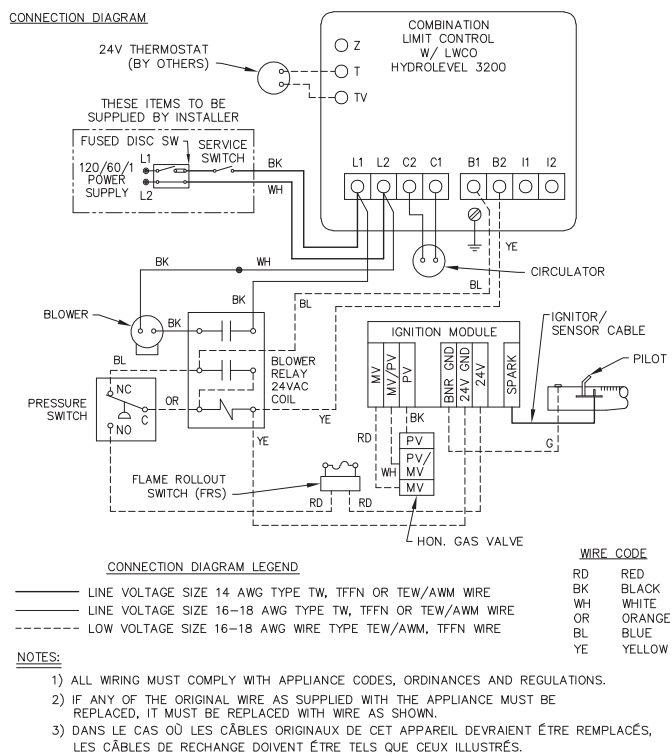 CONNECTION DIAGRAM
COMBINATION
LIMIT CONTROL
W/ LWCO
HYDROLEVEL 3200
Z
T
TV
24V THERMOSTAT
(BY OTHERS)
THESE ITEMS TO BE
SUPPLIED BY INSTALLER
FUSED DISC SW
SERVICE
SWITCH
L1
120/60/1
POWER
SUPPLY
L2
BK
WH
L1 L2 C2 C1 B1 B2 I1 I2
YE
BL
CIRCULATOR
BK WH
BK
BL
BLOWER
BK
BL
BLOWER
RELAY
24VAC
COIL
OR
YE
YE
PRESSURE
SWITCH
NC
C
NO
IGNITION MODULE
MV
MV/PV
PV
BNR GND
24V GND
24V
SPARK
IGNITOR/
SENSOR CABLE
PILOT
G
BK
RD
WH
PV
PV/
MV
MV
HON. GAS VALVE
FLAME ROLLOUT
SWITCH (FRS)
RD RD
CONNECTION DIAGRAM LEGEND
LINE VOLTAGE SIZE 14 AWG TYPE TW, TFFN OR TEW/AWM WIRE
LINE VOLTAGE SIZE 16-18 AWG TYPE TW, TFFN OR TEW/AWM WIRE
LOW VOLTAGE SIZE 16-18 AWG WIRE TYPE TEW/AWM, TFFN WIRE
WIRE CODE
RD RED
BK BLACK
WH WHITE
OR ORANGE
BL BLUE
YE YELLOW
NOTES:
1) ALL WIRING MUST COMPLY WITH APPLIANCE CODES, ORDINANCES AND REGULATIONS.
2) IF ANY OF THE ORIGINAL WIRE AS SUPPLIED WITH THE APPLIANCE MUST BE
REPLACED, IT MUST BE REPLACED WITH WIRE AS SHOWN.
3) DANS LE CAS OÙ LES CÂBLES ORIGINAUX DE CET APPAREIL DEVRAIENT ÉTRE REMPLACÉS,
LES CÂBLES DE RECHANGE DOIVENT ÉTRE TELS QUE CEUX ILLUSTRÉS.